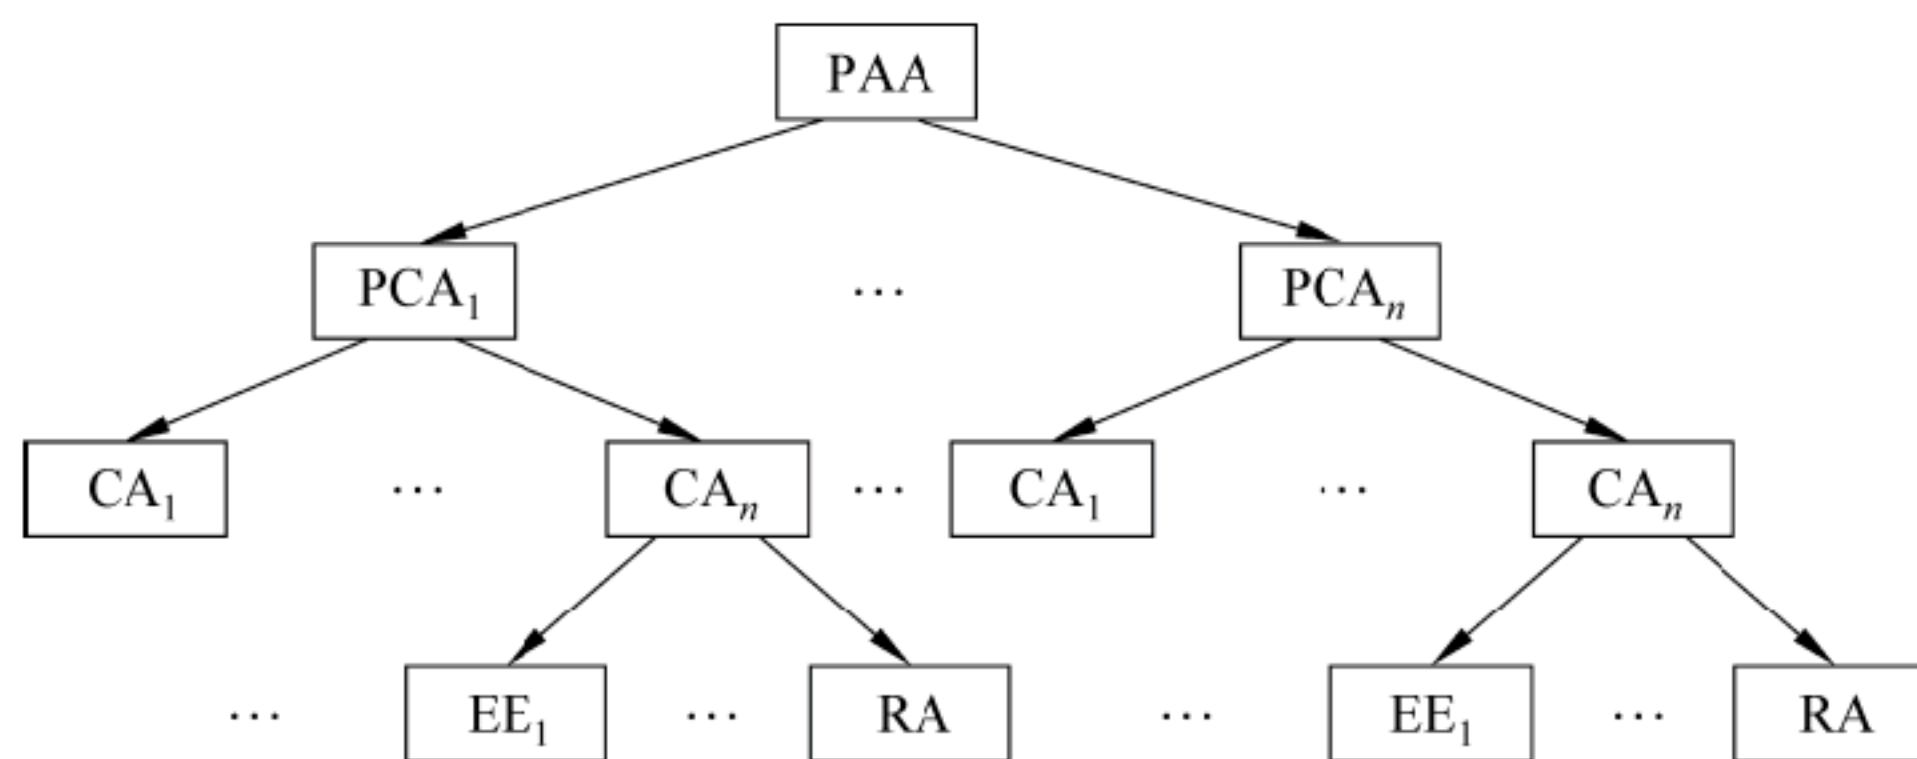 PAA
PCA₁ … PCAₙ
CA₁ … CAₙ … CA₁ … CAₙ
… EE₁ … RA … EE₁ … RA